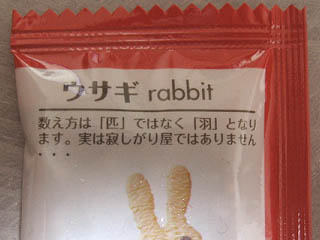 ウサギ rabbit
数え方は「匹」ではなく「羽」となり
ます。実は寂しがり屋ではありません
・・・